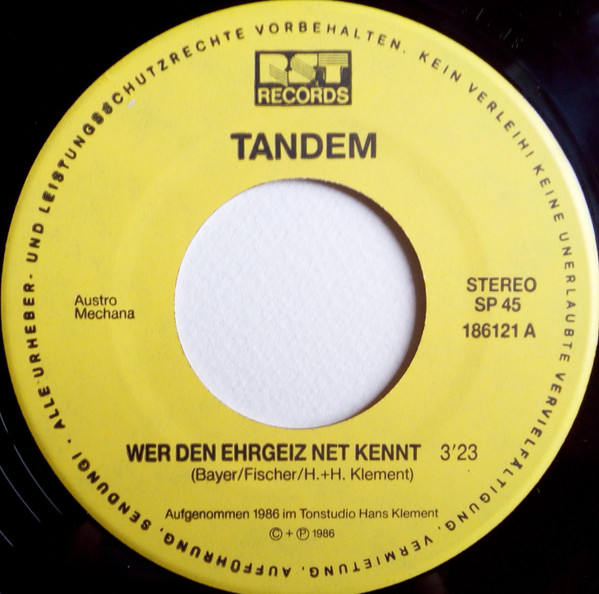 RST
RECORDS
TANDEM
Austro
Mechana
STEREO
SP 45
186121 A
WER DEN EHRGEIZ NET KENNT 3'23
(Bayer/Fischer/H.+H. Klement)
Aufgenommen 1986 im Tonstudio Hans Klement
© + Ⓟ 1986
ALLE URHEBER- UND LEISTUNGSSCHUTZRECHTE VORBEHALTEN. KEIN VERLEIH! KEINE UNERLAUBTE VERVIELFÄLTIGUNG, VERMIETUNG, AUFFÜHRUNG, SENDUNG! ·